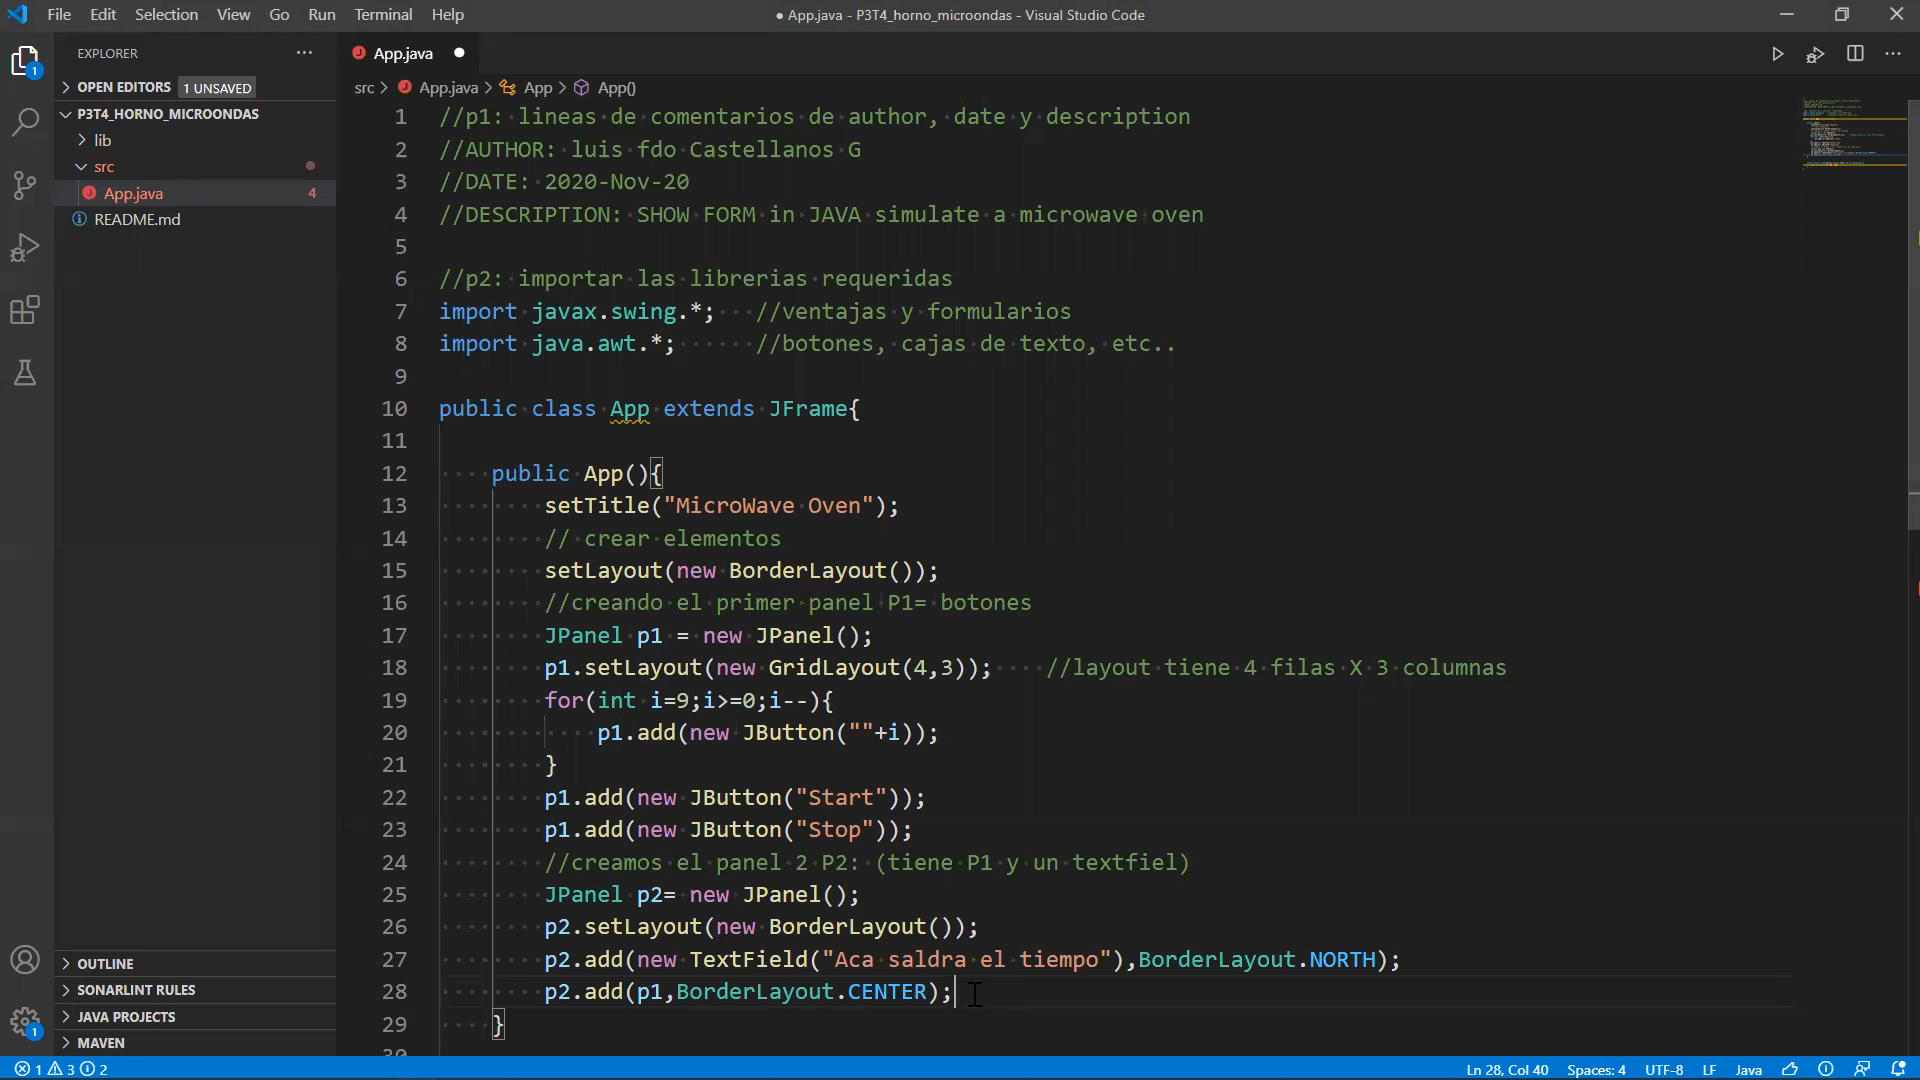 File Edit Selection View Go Run Terminal Help
● App.java - P3T4_horno_microondas - Visual Studio Code
EXPLORER
OPEN EDITORS 1 UNSAVED
P3T4_HORNO_MICROONDAS
lib
src
App.java 4
README.md
OUTLINE
SONARLINT RULES
JAVA PROJECTS
MAVEN
1
1
App.java ●
src > App.java > App > App()
1 //p1: lineas de comentarios de author, date y description
2 //AUTHOR: luis fdo Castellanos G
3 //DATE: 2020-Nov-20
4 //DESCRIPTION: SHOW FORM in JAVA simulate a microwave oven
5
6 //p2: importar las librerias requeridas
7 import javax.swing.*; //ventajas y formularios
8 import java.awt.*; //botones, cajas de texto, etc..
9
10 public class App extends JFrame{
11
12 public App(){
13 setTitle("MicroWave Oven");
14 // crear elementos
15 setLayout(new BorderLayout());
16 //creando el primer panel P1= botones
17 JPanel p1 = new JPanel();
18 p1.setLayout(new GridLayout(4,3)); //layout tiene 4 filas X 3 columnas
19 for(int i=9;i>=0;i--){
20 p1.add(new JButton(""+i));
21 }
22 p1.add(new JButton("Start"));
23 p1.add(new JButton("Stop"));
24 //creamos el panel 2 P2: (tiene P1 y un textfiel)
25 JPanel p2= new JPanel();
26 p2.setLayout(new BorderLayout());
27 p2.add(new TextField("Aca saldra el tiempo"),BorderLayout.NORTH);
28 p2.add(p1,BorderLayout.CENTER);
29 }
30
1 3 2
Ln 28, Col 40 Spaces: 4 UTF-8 LF Java